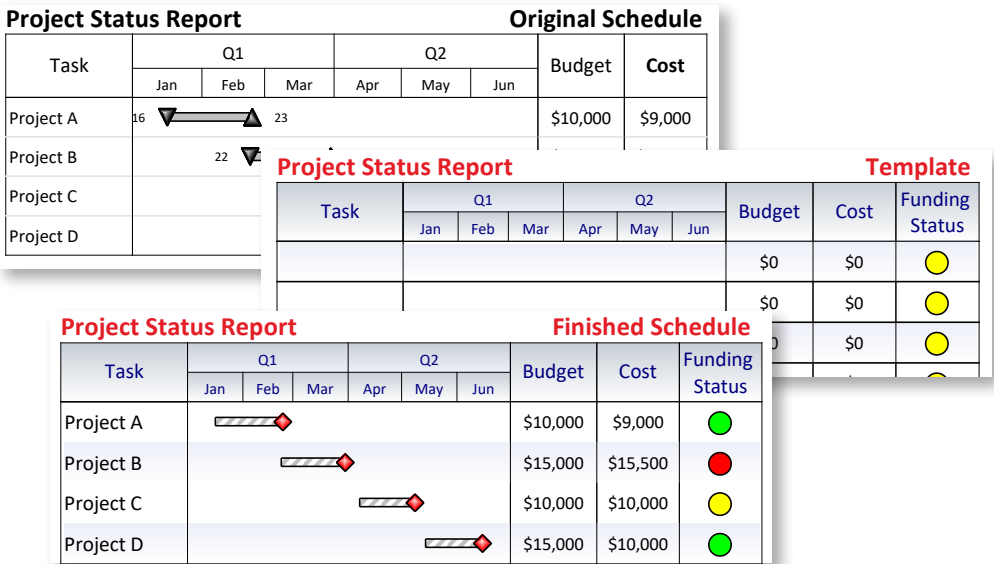 Project Status Report Original Schedule
Task Q1 Q2 Budget Cost
Jan Feb Mar Apr May Jun
Project A 16 23 $10,000 $9,000
Project B 22
Project C
Project D
Project Status Report Template
Task Q1 Q2 Budget Cost Funding Status
Jan Feb Mar Apr May Jun
$0 $0
$0 $0
$0
Project Status Report Finished Schedule
Task Q1 Q2 Budget Cost Funding Status
Jan Feb Mar Apr May Jun
Project A $10,000 $9,000
Project B $15,000 $15,500
Project C $10,000 $10,000
Project D $15,000 $10,000